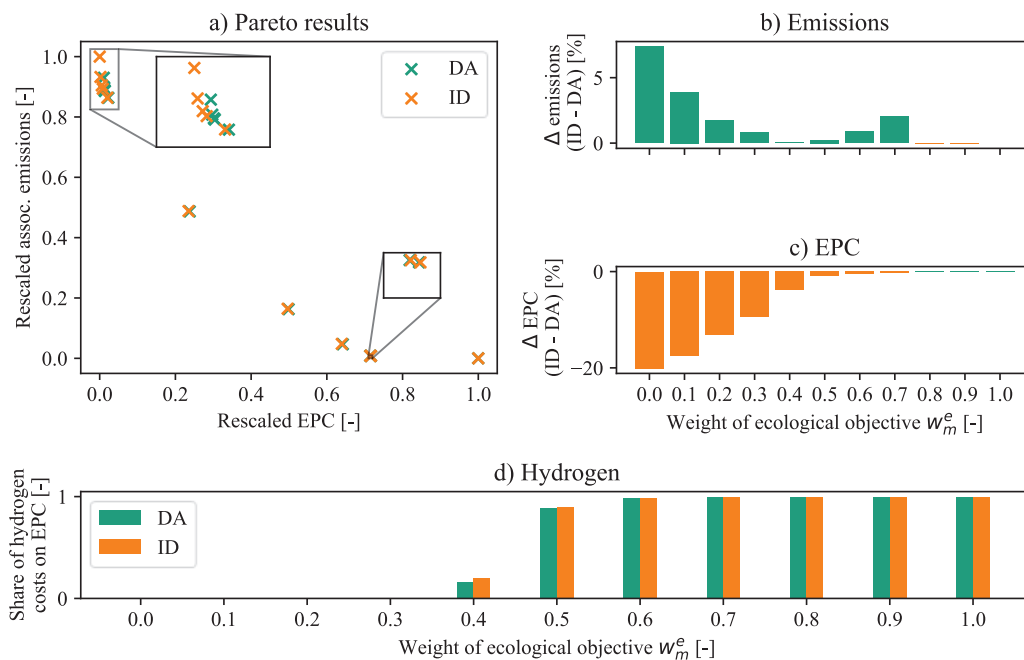 a) Pareto results
1.0
0.8
0.6
0.4
0.2
0.0
Rescaled assoc. emissions [-]
DA
ID
0.0
0.2
0.4
0.6
0.8
1.0
Rescaled EPC [-]
b) Emissions
Δ emissions
(ID - DA) [%]
5
0
c) EPC
Δ EPC
(ID - DA) [%]
0
−20
0.0 0.1 0.2 0.3 0.4 0.5 0.6 0.7 0.8 0.9 1.0
Weight of ecological objective w_m^e [-]
d) Hydrogen
Share of hydrogen
costs on EPC [-]
1
0
DA
ID
0.0 0.1 0.2 0.3 0.4 0.5 0.6 0.7 0.8 0.9 1.0
Weight of ecological objective w_m^e [-]